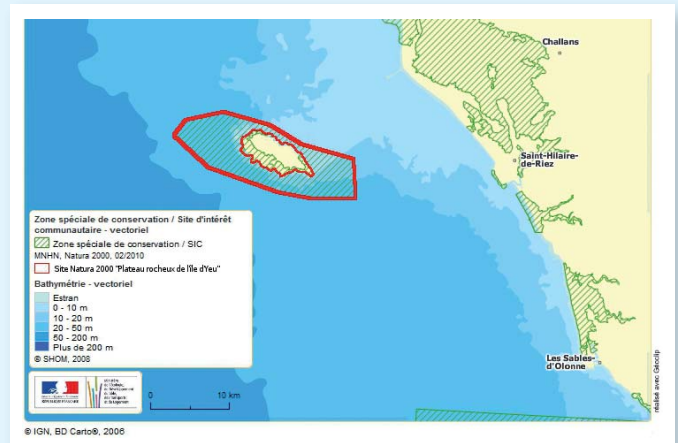 Challans
Saint-Hilaire-
de-Riez
Les Sables-
d'Olonne
Zone spéciale de conservation / Site d'intérêt
communautaire - vectoriel
Zone spéciale de conservation / SIC
MNHN, Natura 2000, 02/2010
Site Natura 2000 "Plateau rocheux de l'île d'Yeu"
Bathymétrie - vectoriel
Estran
0 - 10 m
10 - 20 m
20 - 50 m
50 - 200 m
Plus de 200 m
© SHOM, 2008
0 10 km
réalisé avec Géoclip
© IGN, BD Carto®, 2006